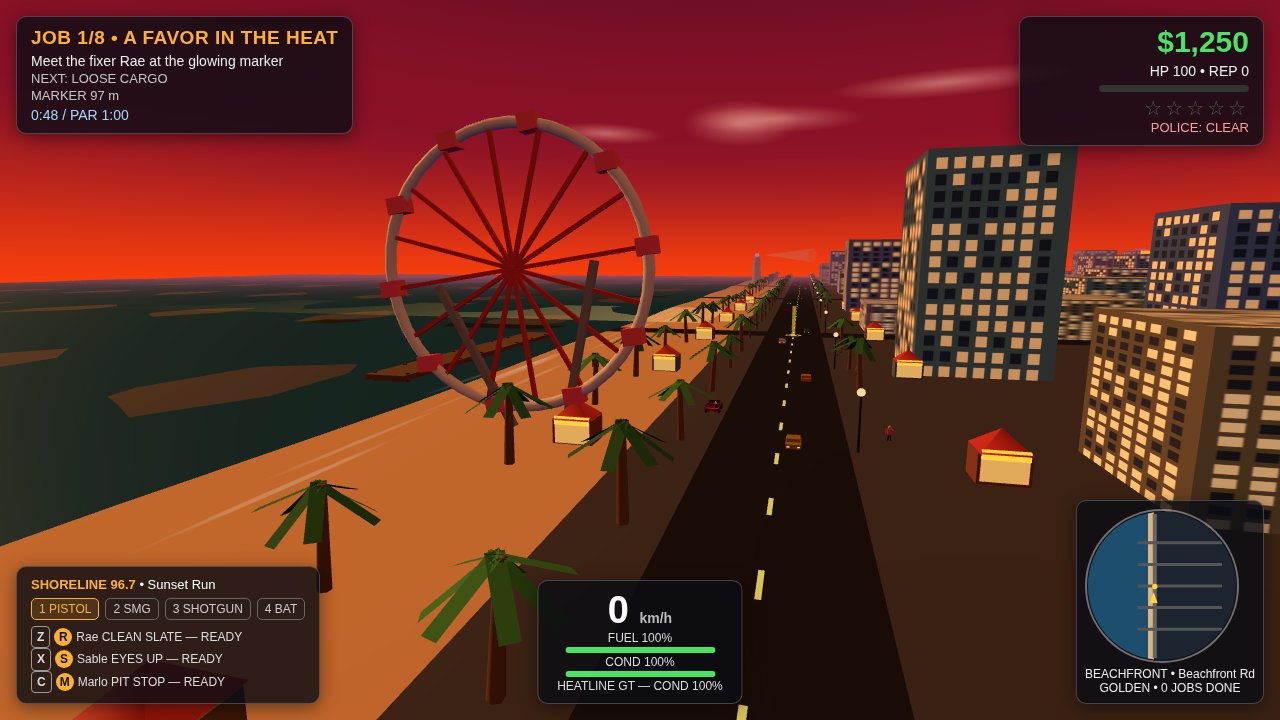 JOB 1/8 • A FAVOR IN THE HEAT
Meet the fixer Rae at the glowing marker
NEXT: LOOSE CARGO
MARKER 97 m
0:48 / PAR 1:00
$1,250
HP 100 • REP 0
☆☆☆☆☆
POLICE: CLEAR
SHORELINE 96.7 • Sunset Run
1 PISTOL 2 SMG 3 SHOTGUN 4 BAT
Z R Rae CLEAN SLATE — READY
X S Sable EYES UP — READY
C M Marlo PIT STOP — READY
0 km/h
FUEL 100%
COND 100%
HEATLINE GT — COND 100%
BEACHFRONT • Beachfront Rd
GOLDEN • 0 JOBS DONE